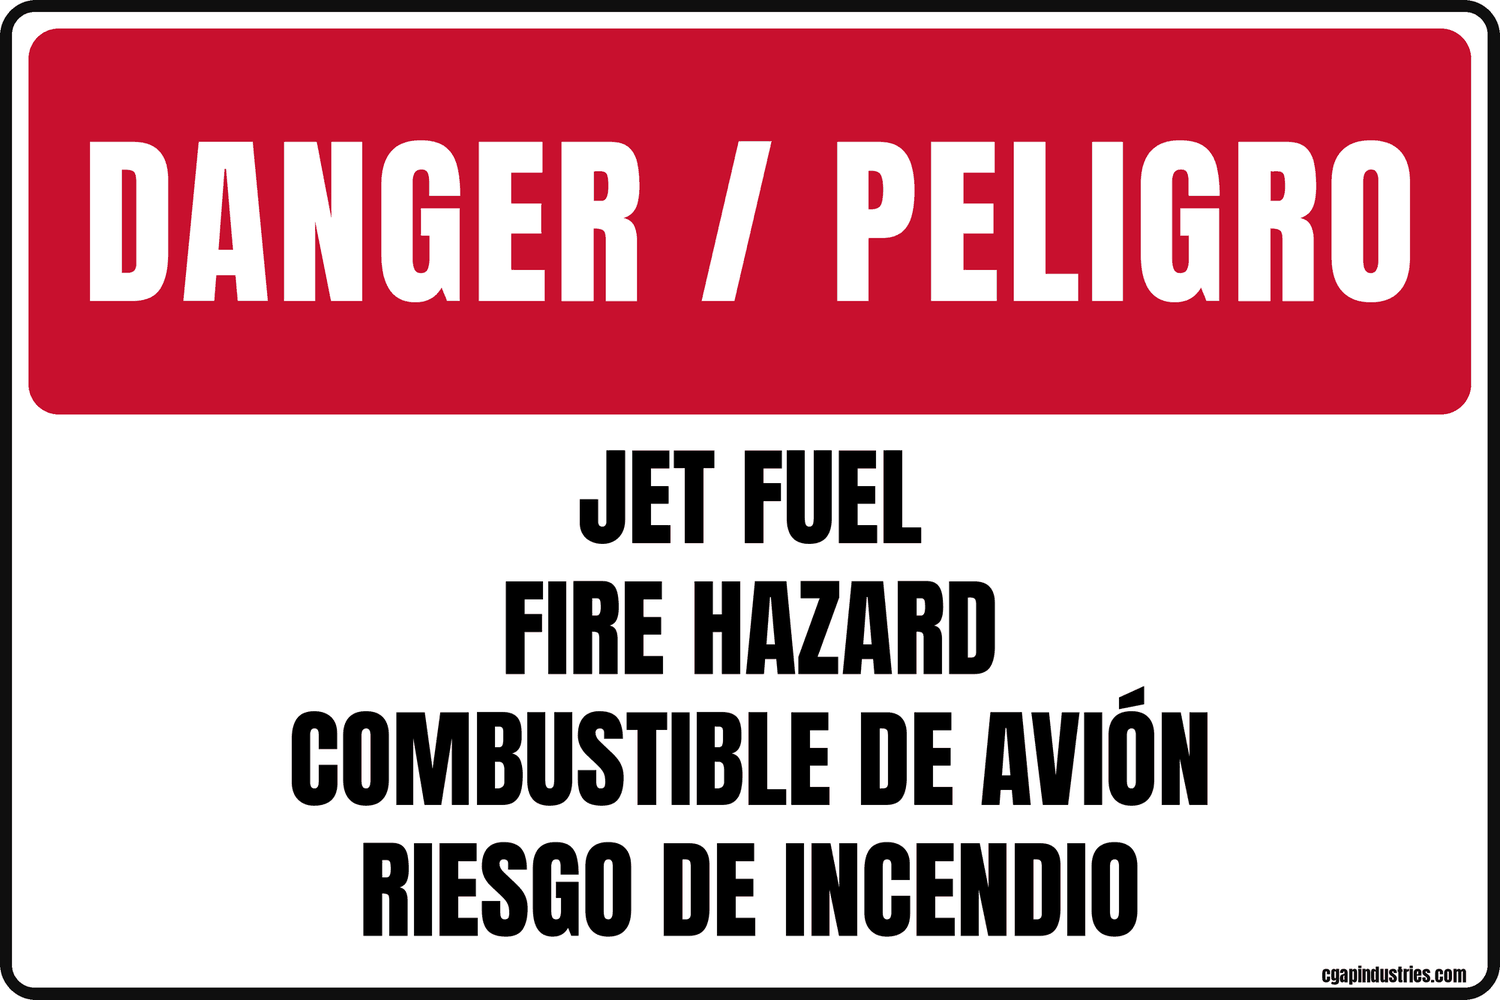 DANGER / PELIGRO
JET FUEL
FIRE HAZARD
COMBUSTIBLE DE AVIÓN
RIESGO DE INCENDIO
cgapindustries.com